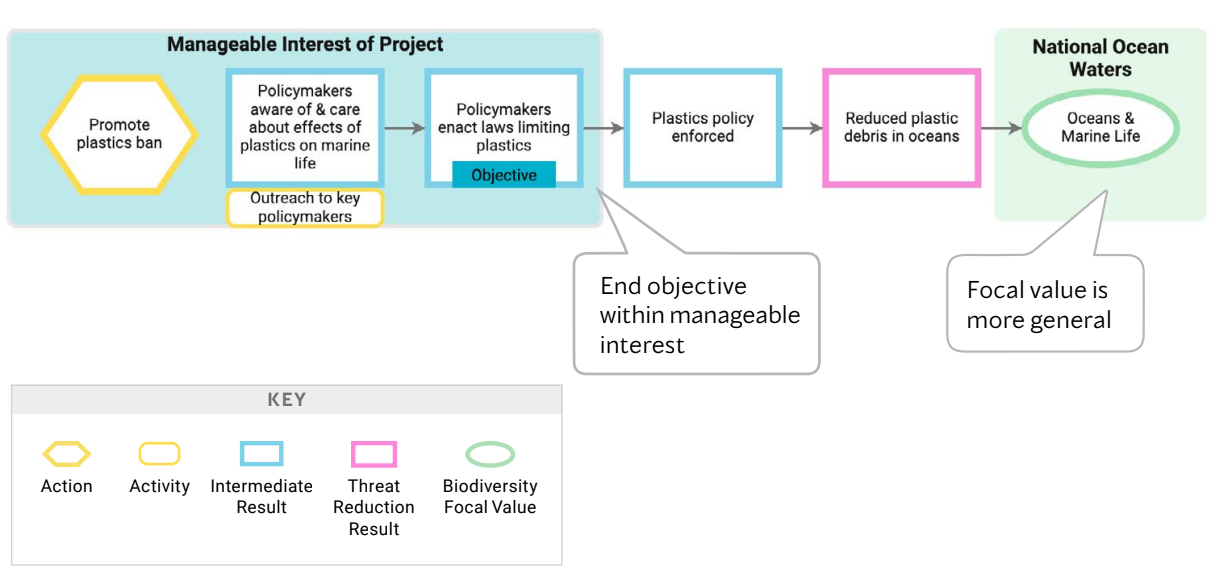 Manageable Interest of Project
Promote
plastics ban
Policymakers
aware of & care
about effects of
plastics on marine
life
Outreach to key
policymakers
Policymakers
enact laws limiting
plastics
Objective
Plastics policy
enforced
Reduced plastic
debris in oceans
National Ocean
Waters
Oceans &
Marine Life
End objective
within manageable
interest
Focal value is
more general
KEY
Action
Activity
Intermediate
Result
Threat
Reduction
Result
Biodiversity
Focal Value